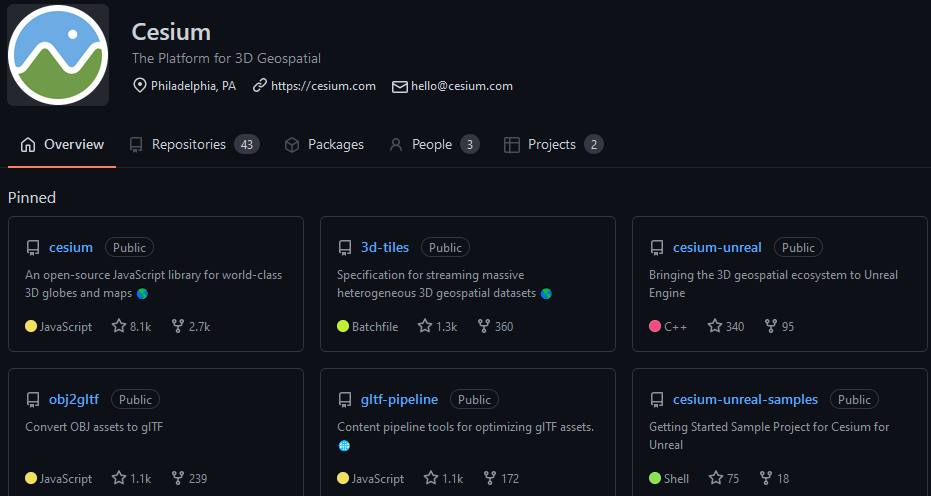 Cesium
The Platform for 3D Geospatial
Philadelphia, PA https://cesium.com hello@cesium.com
Overview Repositories 43 Packages People 3 Projects 2
Pinned
cesium Public
An open-source JavaScript library for world-class
3D globes and maps
JavaScript 8.1k 2.7k
3d-tiles Public
Specification for streaming massive
heterogeneous 3D geospatial datasets
Batchfile 1.3k 360
cesium-unreal Public
Bringing the 3D geospatial ecosystem to Unreal
Engine
C++ 340 95
obj2gltf Public
Convert OBJ assets to glTF
JavaScript 1.1k 239
gltf-pipeline Public
Content pipeline tools for optimizing glTF assets.
JavaScript 1.1k 172
cesium-unreal-samples Public
Getting Started Sample Project for Cesium for
Unreal
Shell 75 18